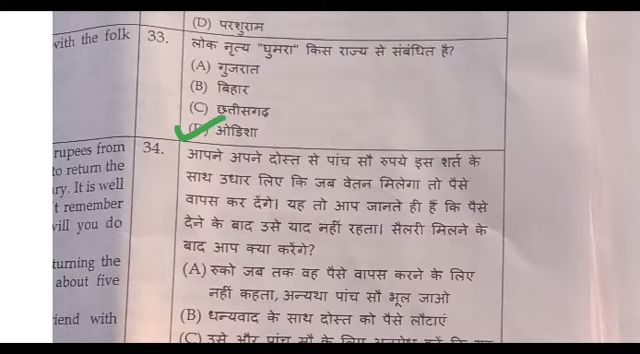 (D) परशुराम
with the folk
33.
लोक नृत्य "घुमरा" किस राज्य से संबंधित है?
(A) गुजरात
(B) बिहार
(C) छत्तीसगढ़
(D) ओडिशा
rupees from
to return the
ry. It is well
t remember
will you do
turning the
about five
iend with
34.
आपने अपने दोस्त से पांच सौ रुपये इस शर्त के
साथ उधार लिए कि जब वेतन मिलेगा तो पैसे
वापस कर देंगे। यह तो आप जानते ही हैं कि पैसे
देने के बाद उसे याद नहीं रहता। सैलरी मिलने के
बाद आप क्या करेंगे?
(A) रुको जब तक वह पैसे वापस करने के लिए
नहीं कहता, अन्यथा पांच सौ भूल जाओ
(B) धन्यवाद के साथ दोस्त को पैसे लौटाएं
(C) उसे और पांच सौ के लिए